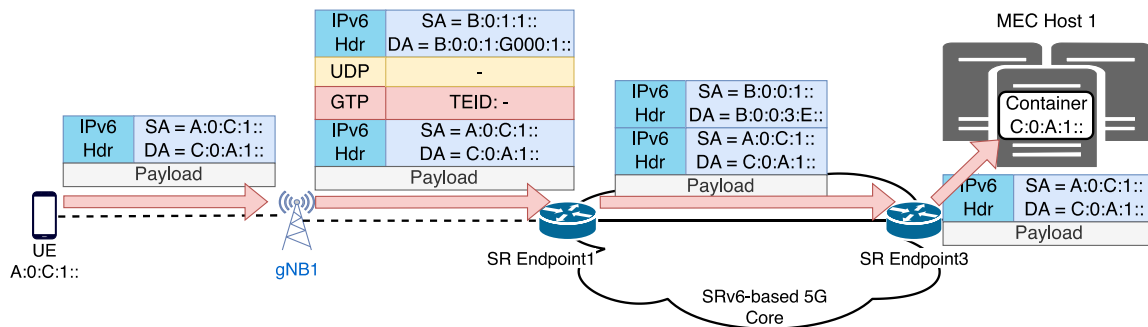 IPv6 Hdr SA = B:0:1:1::
DA = B:0:0:1:G000:1::
UDP -
GTP TEID: -
IPv6 Hdr SA = A:0:C:1::
DA = C:0:A:1::
Payload
MEC Host 1
Container
C:0:A:1::
IPv6 Hdr SA = A:0:C:1::
DA = C:0:A:1::
Payload
IPv6 Hdr SA = B:0:0:1::
DA = B:0:0:3:E::
IPv6 Hdr SA = A:0:C:1::
DA = C:0:A:1::
Payload
IPv6 Hdr SA = A:0:C:1::
DA = C:0:A:1::
Payload
UE
A:0:C:1::
gNB1
SR Endpoint1
SR Endpoint3
SRv6-based 5G
Core